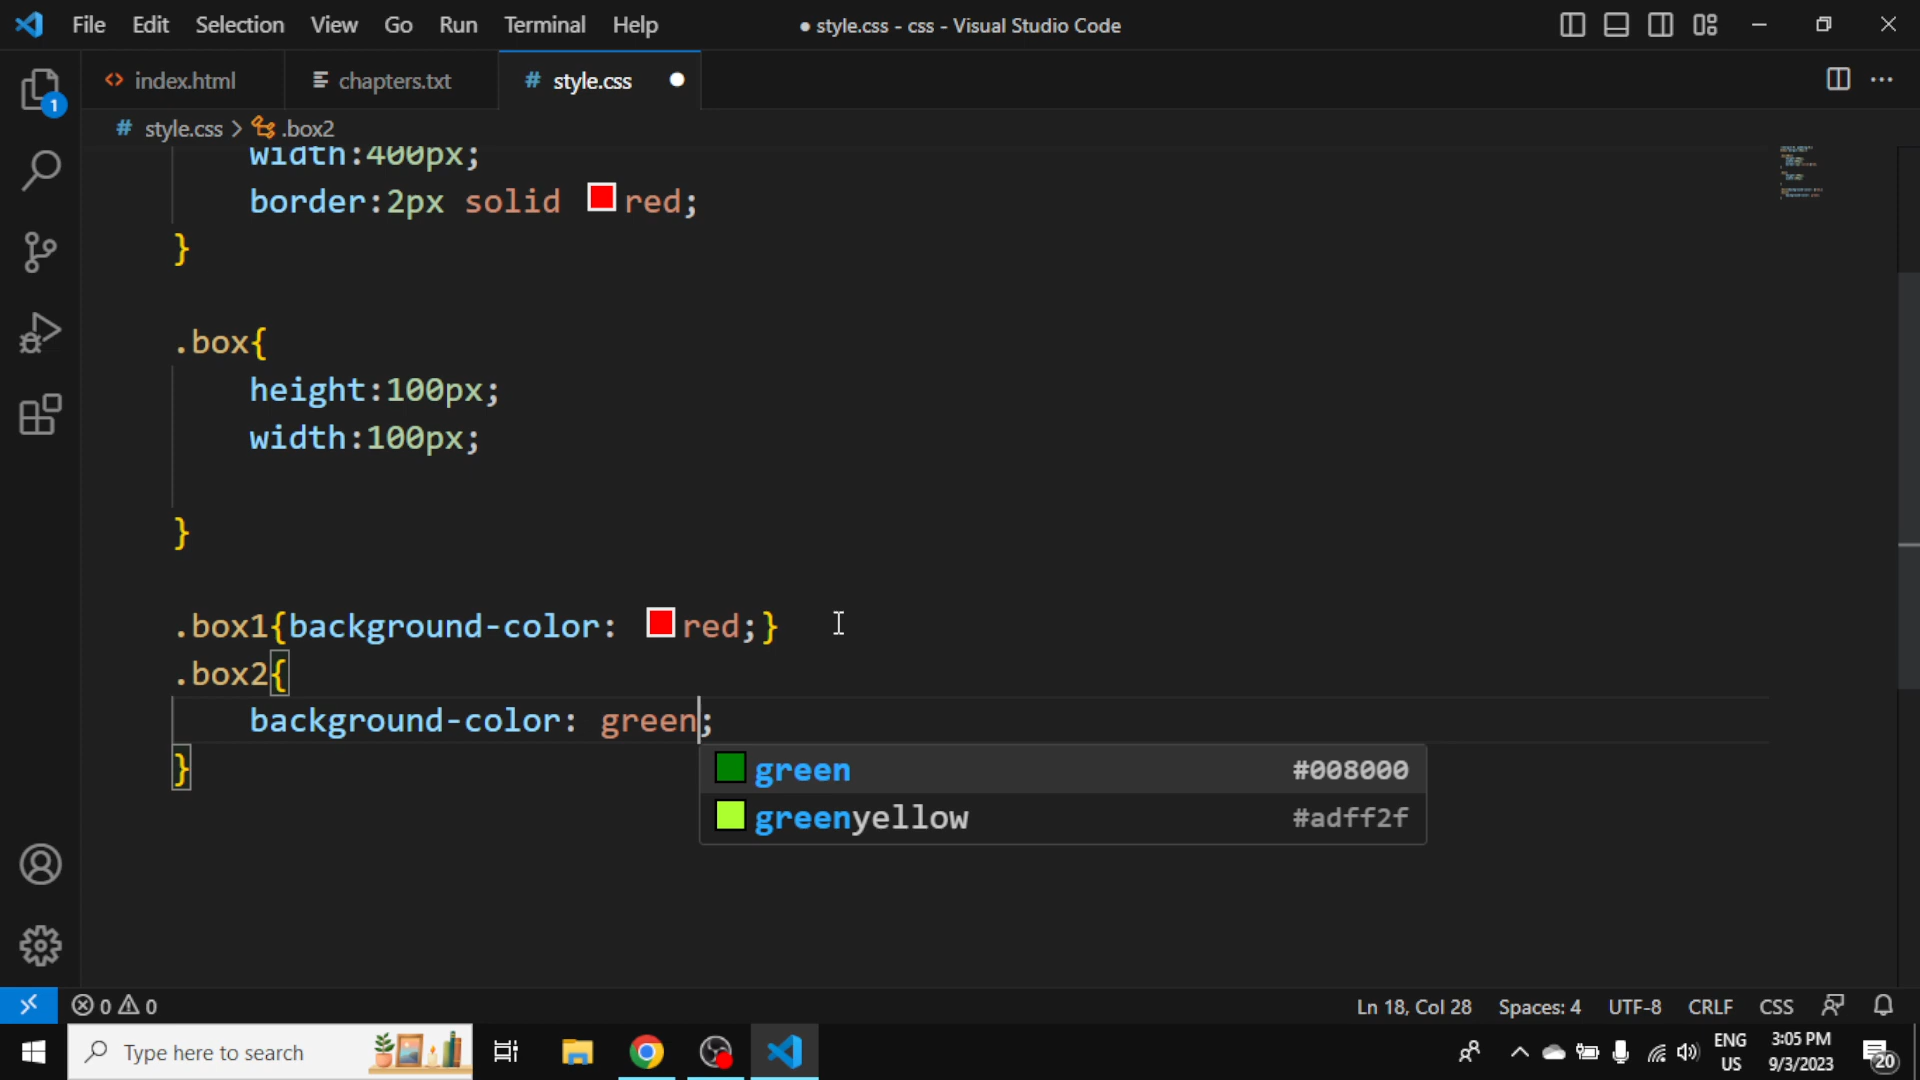 File Edit Selection View Go Run Terminal Help ● style.css - css - Visual Studio Code
<> index.html chapters.txt # style.css ●
# style.css > .box2
width:400px;
border:2px solid red;
}
.box{
height:100px;
width:100px;
}
.box1{background-color: red;}
.box2{
background-color: green;
green #008000
greenyellow #adff2f
}
1
0 0 Ln 18, Col 28 Spaces: 4 UTF-8 CRLF CSS
Type here to search ENG US 3:05 PM 9/3/2023 20